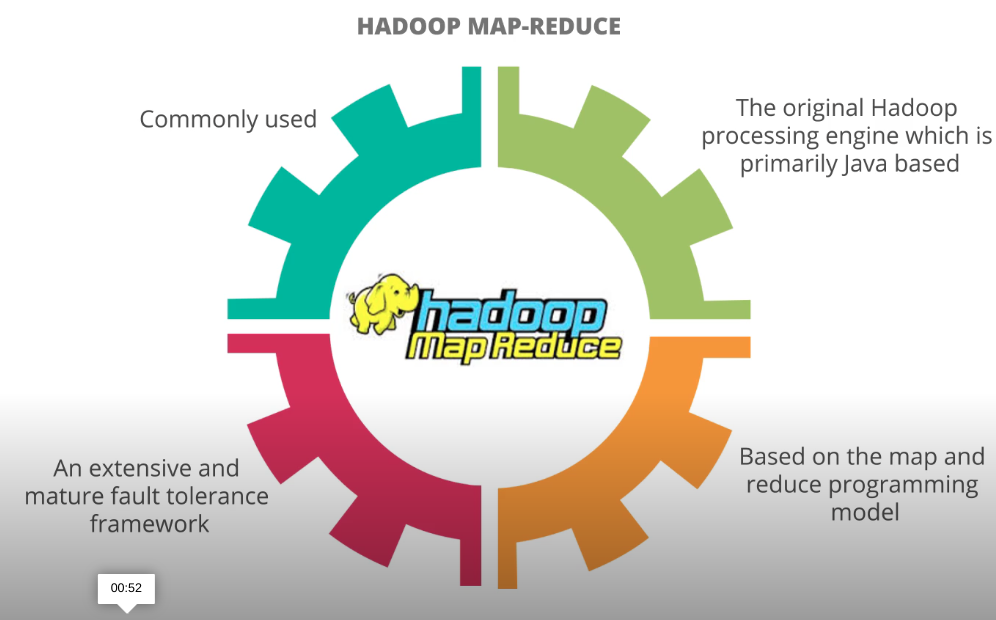 HADOOP MAP-REDUCE
Commonly used
The original Hadoop
processing engine which is
primarily Java based
hadoop
Map Reduce
An extensive and
mature fault tolerance
framework
Based on the map and
reduce programming
model
00:52